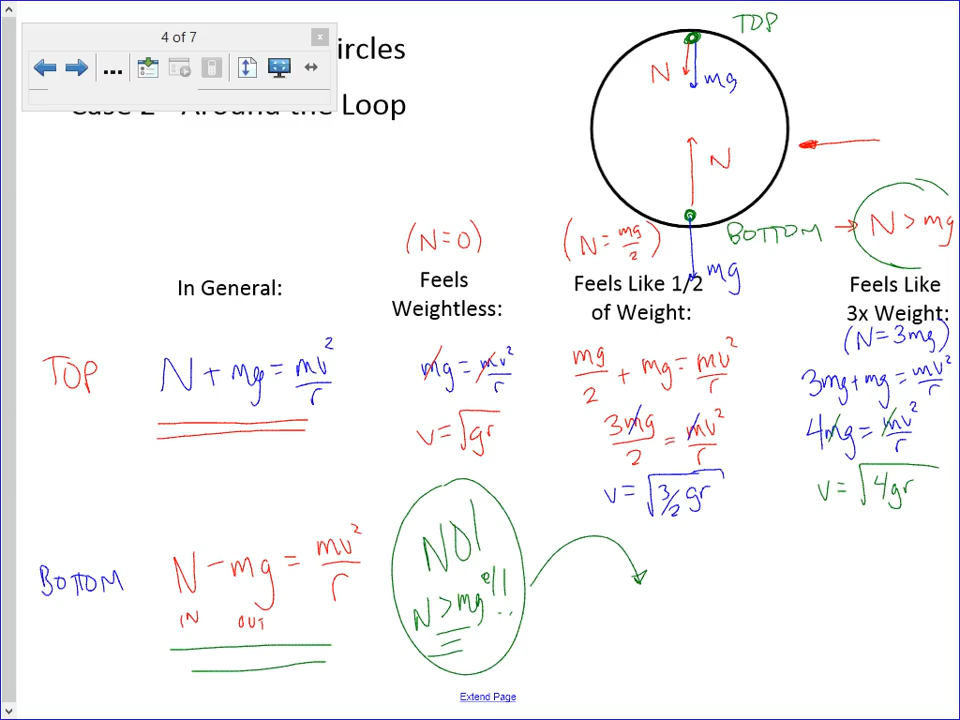 4 of 7
ircles
Case 2 - Around the Loop
TOP
N
mg
N
BOTTOM → N > mg
mg
(N=0)
(N=mg/2)
In General:
Feels
Weightless:
Feels Like 1/2
of Weight:
Feels Like
3x Weight:
(N=3mg)
TOP
N + mg = mv²/r
mg = mv²/r
v = √gr
mg/2 + mg = mv²/r
3mg/2 = mv²/r
v = √3/2 gr
3mg + mg = mv²/r
4mg = mv²/r
v = √4gr
BOTTOM
N - mg = mv²/r
IN OUT
NO!
N > mg
!!
Extend Page